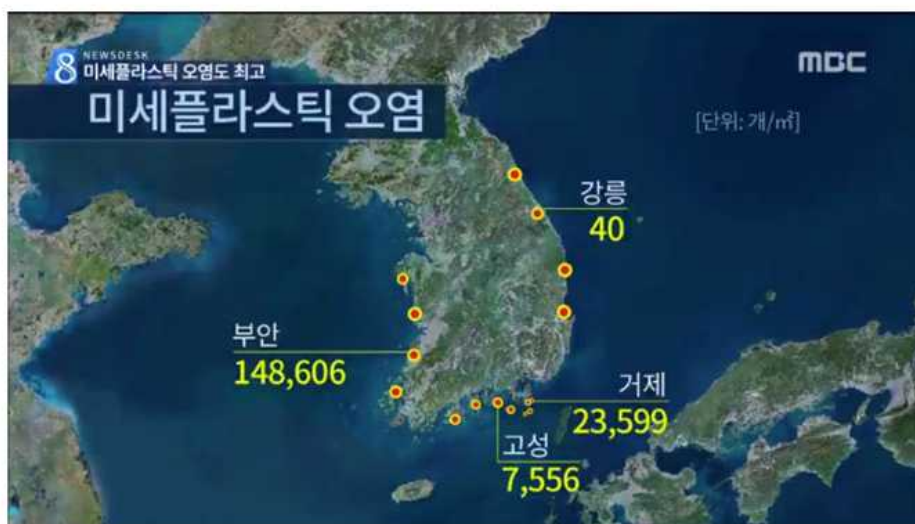 8 NEWSDESK
미세플라스틱 오염도 최고
MBC
미세플라스틱 오염
[단위: 개/㎡]
강릉
40
부안
148,606
거제
23,599
고성
7,556